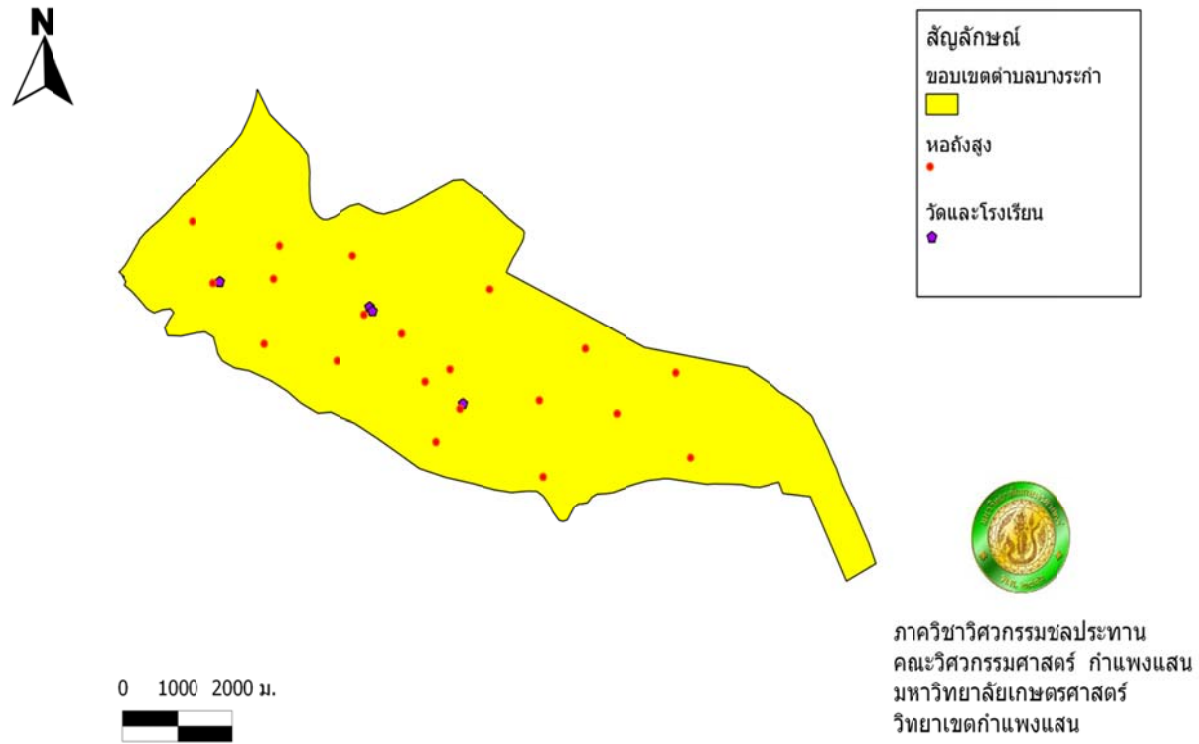 N
สัญลักษณ์
ขอบเขตตำบลบางระกำ
หอถังสูง
วัดและโรงเรียน
ภาควิชาวิศวกรรมชลประทาน
คณะวิศวกรรมศาสตร์ กำแพงแสน
มหาวิทยาลัยเกษตรศาสตร์
วิทยาเขตกำแพงแสน
0 1000 2000 ม.